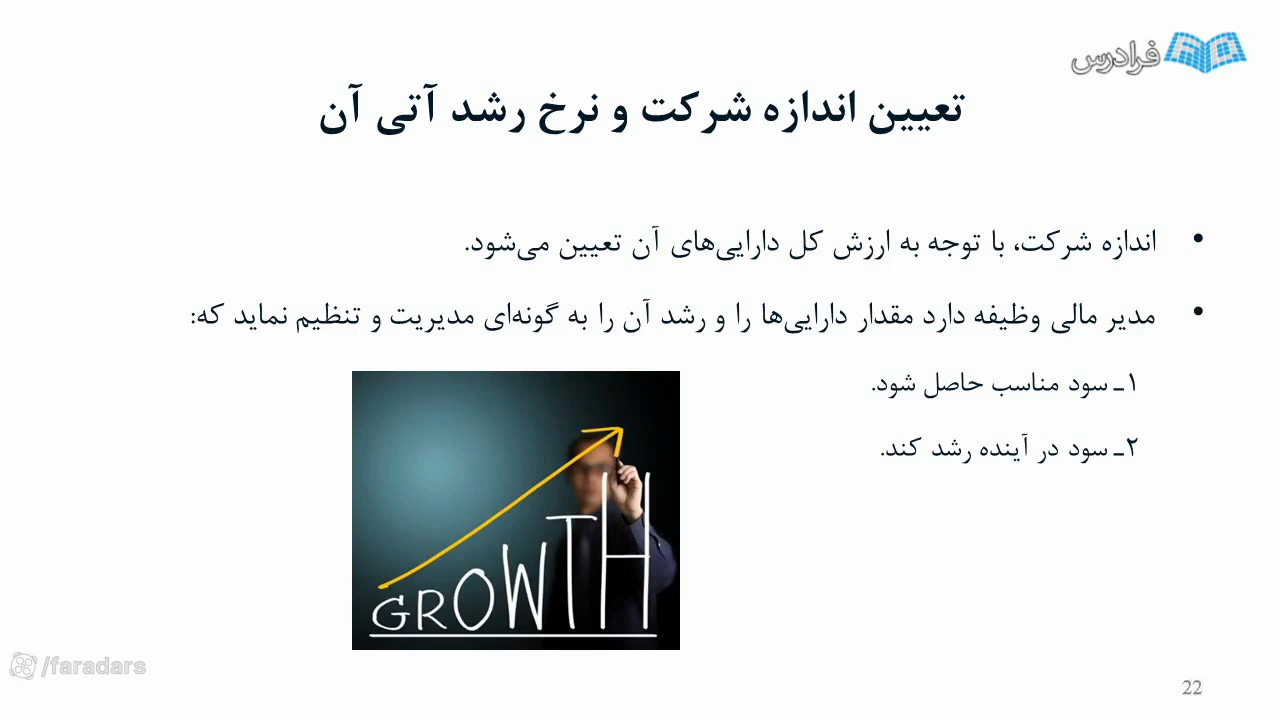 فرادرس
تعیین اندازه شرکت و نرخ رشد آتی آن
• اندازه شرکت، با توجه به ارزش کل دارایی‌های آن تعیین می‌شود.
• مدیر مالی وظیفه دارد مقدار دارایی‌ها را و رشد آن را به گونه‌ای مدیریت و تنظیم نماید که:
۱ـ سود مناسب حاصل شود.
۲ـ سود در آینده رشد کند.
GROWTH
/faradars
22